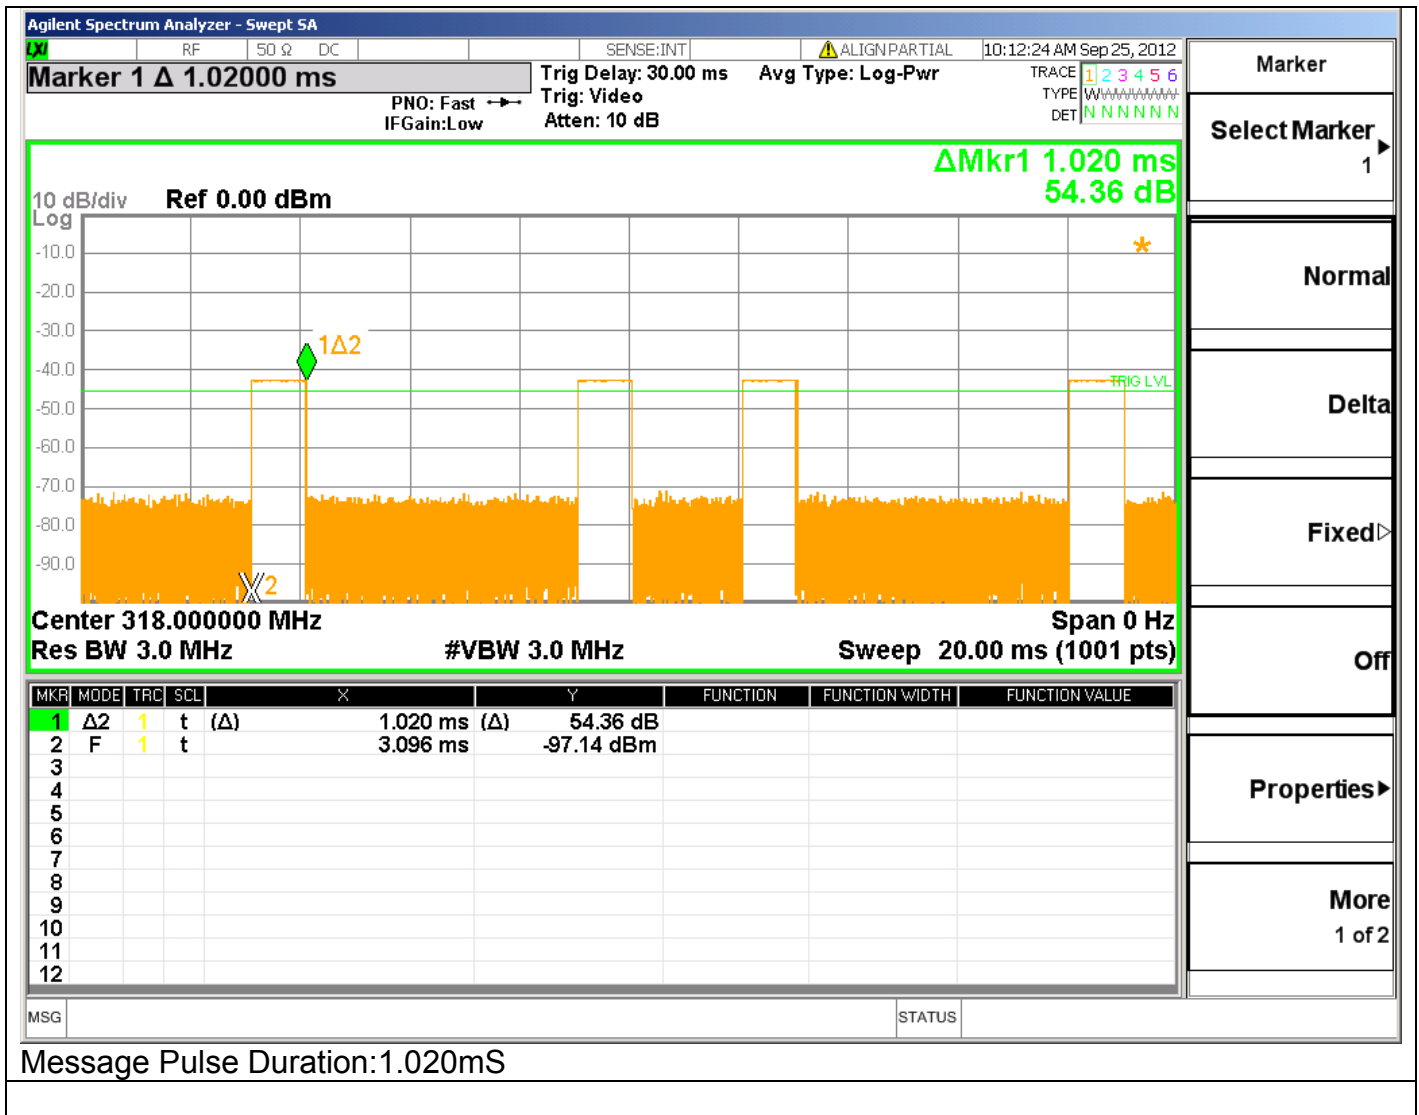 Agilent Spectrum Analyzer - Swept SA
LXI RF 50 Ω DC SENSE:INT ALIGN PARTIAL 10:12:24 AM Sep 25, 2012
Marker 1 Δ 1.02000 ms
PNO: Fast
IFGain:Low
Trig Delay: 30.00 ms
Trig: Video
Atten: 10 dB
Avg Type: Log-Pwr
TRACE 1 2 3 4 5 6
TYPE WWWWWW
DET N N N N N N
ΔMkr1 1.020 ms
54.36 dB
10 dB/div Ref 0.00 dBm
Log
-10.0
-20.0
-30.0
1Δ2
-40.0
TRIG LVL
-50.0
-60.0
-70.0
-80.0
-90.0
2
Center 318.000000 MHz Span 0 Hz
Res BW 3.0 MHz #VBW 3.0 MHz Sweep 20.00 ms (1001 pts)
MKR MODE TRC SCL X Y FUNCTION FUNCTION WIDTH FUNCTION VALUE
1 Δ2 1 t (Δ) 1.020 ms (Δ) 54.36 dB
2 F 1 t 3.096 ms -97.14 dBm
3
4
5
6
7
8
9
10
11
12
MSG STATUS
Marker
Select Marker
1
Normal
Delta
Fixed
Off
Properties
More
1 of 2
Message Pulse Duration:1.020mS